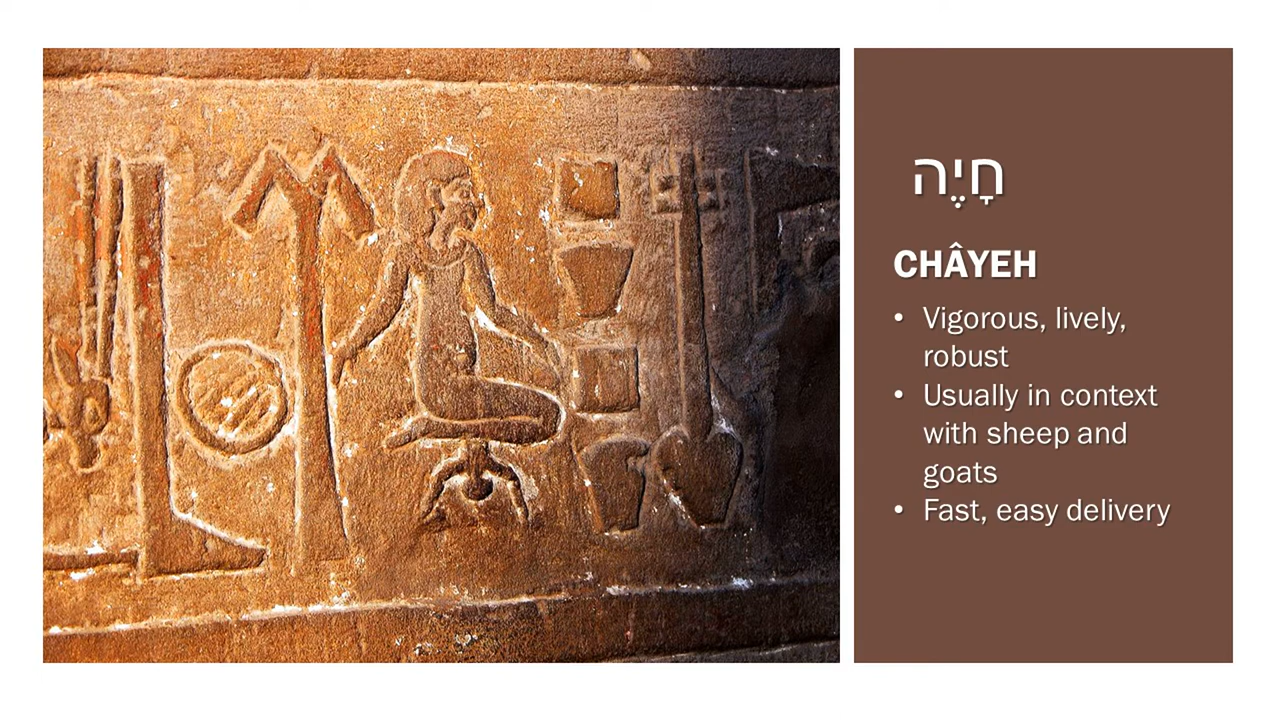 חָיֶה
CHÂYEH
• Vigorous, lively,
robust
• Usually in context
with sheep and
goats
• Fast, easy delivery